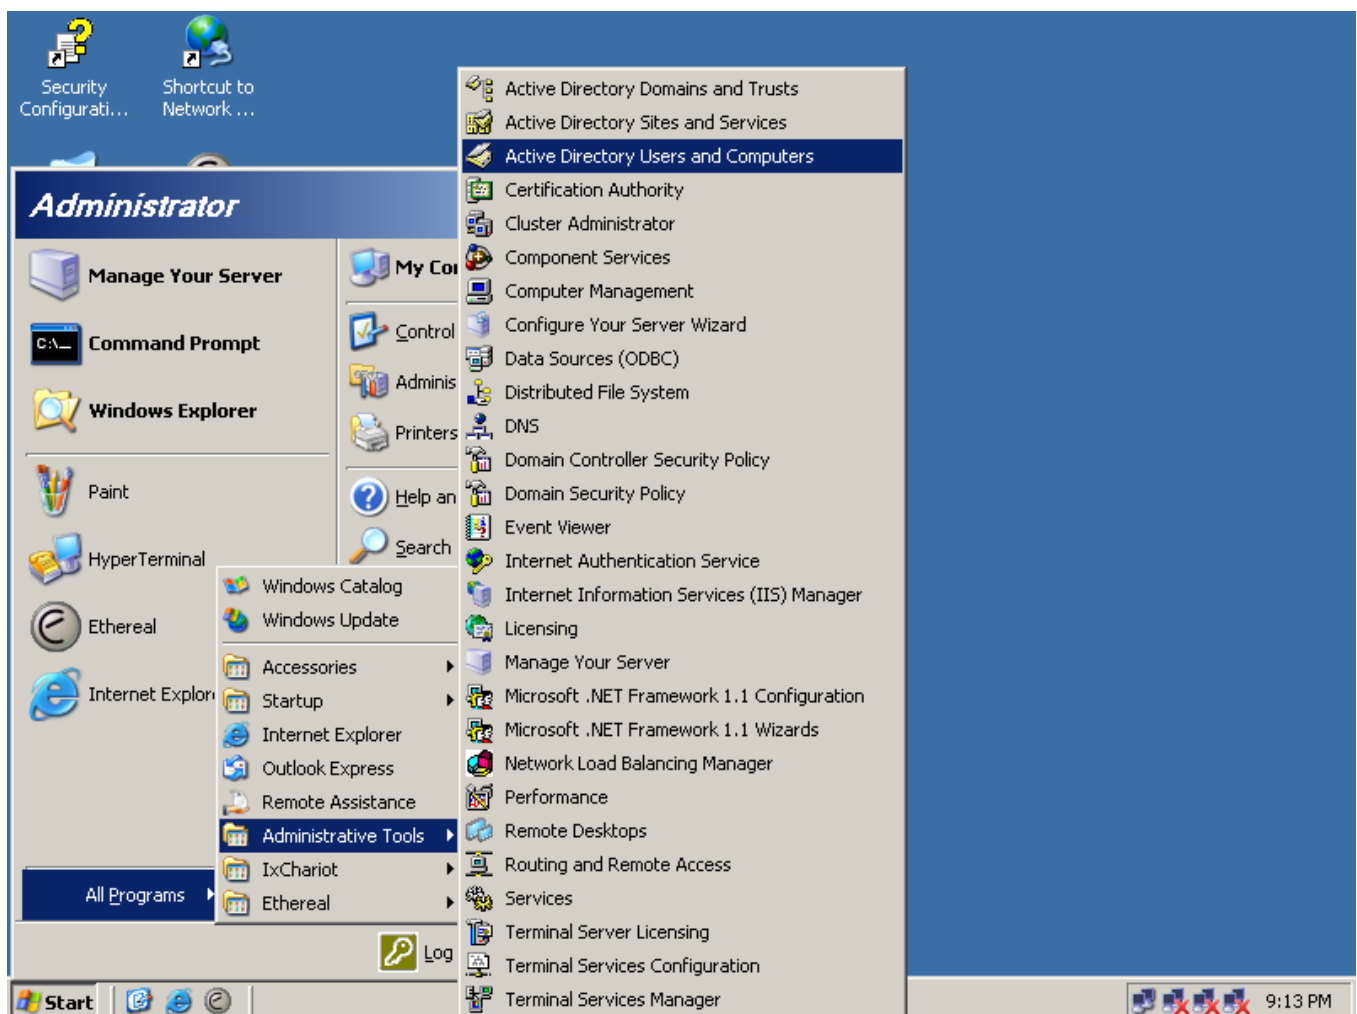 Security
Configurati...
Shortcut to
Network ...
Administrator
Manage Your Server
Command Prompt
Windows Explorer
Paint
HyperTerminal
Ethereal
Internet Explor
All Programs
My Co
Control
Adminis
Printers
Help an
Search
Log
Windows Catalog
Windows Update
Accessories
Startup
Internet Explorer
Outlook Express
Remote Assistance
Administrative Tools
IxChariot
Ethereal
Active Directory Domains and Trusts
Active Directory Sites and Services
Active Directory Users and Computers
Certification Authority
Cluster Administrator
Component Services
Computer Management
Configure Your Server Wizard
Data Sources (ODBC)
Distributed File System
DNS
Domain Controller Security Policy
Domain Security Policy
Event Viewer
Internet Authentication Service
Internet Information Services (IIS) Manager
Licensing
Manage Your Server
Microsoft .NET Framework 1.1 Configuration
Microsoft .NET Framework 1.1 Wizards
Network Load Balancing Manager
Performance
Remote Desktops
Routing and Remote Access
Services
Terminal Server Licensing
Terminal Services Configuration
Terminal Services Manager
Start
9:13 PM